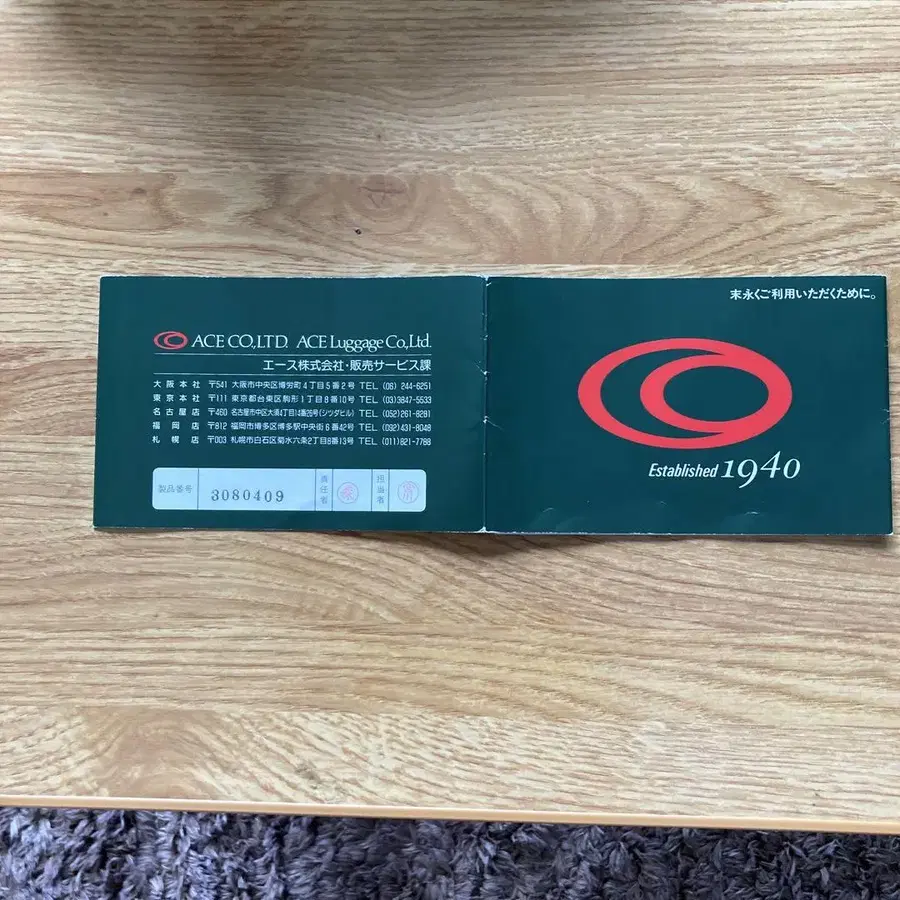 ACE CO.,LTD. ACE Luggage Co.,Ltd.
エース株式会社・販売サービス課
大阪本社 〒541 大阪市中央区博労町4丁目5番2号 TEL (06) 244-6251
東京本社 〒111 東京都台東区駒形1丁目8番10号 TEL (03)3847-5533
名古屋店 〒460 名古屋市中区大須4丁目14番26号(シツダヒル) TEL (052)261-8281
福岡店 〒812 福岡市博多区博多駅中央街6番42号 TEL (092)431-8048
札幌店 〒003 札幌市白石区菊水六条2丁目8番13号 TEL (011)821-7788
製品番号 3080409 責任者 担当者
末永くご利用いただくために。
Established 1940